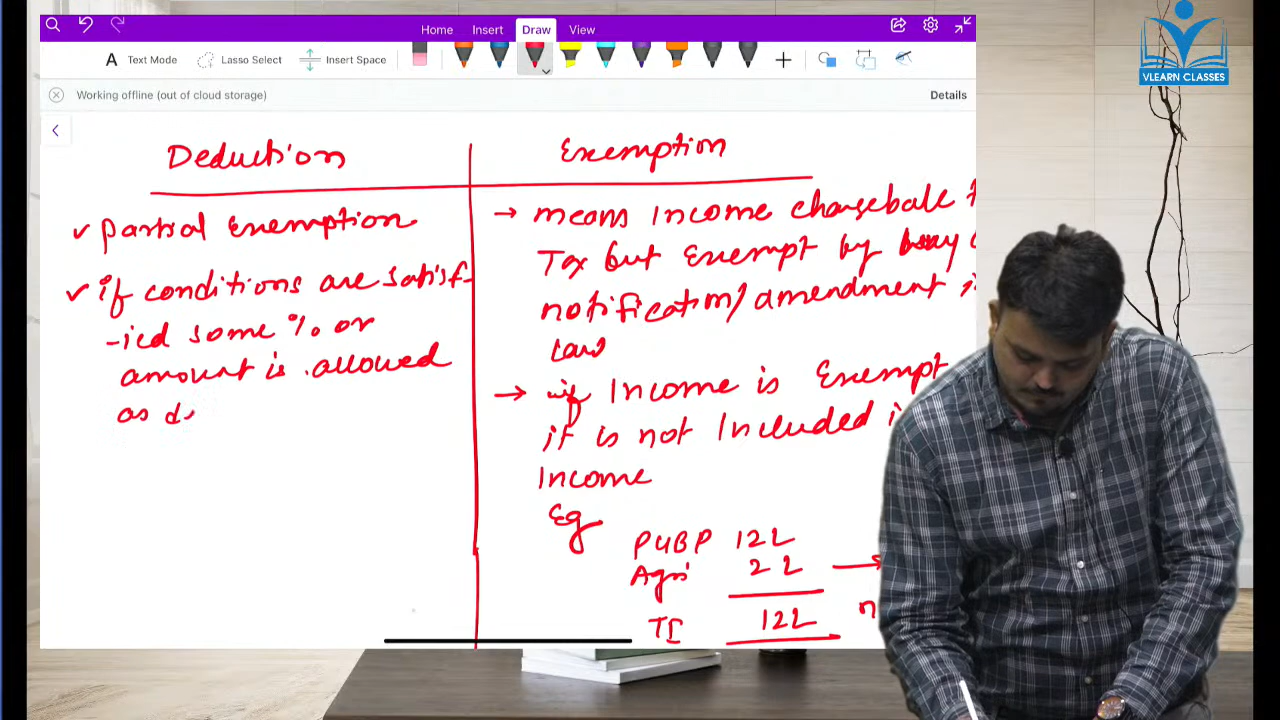 Home Insert Draw View
Text Mode Lasso Select Insert Space
Working offline (out of cloud storage) Details
VLEARN CLASSES
Deduction
partial Exemption
if conditions are satisf-
-ied some % or
amount is allowed
as
Exemption
means Income
Tax but Exempt by
notification/amendment
Law
if Income is Exempt
it is not Included
Income
Eg
PGBP 12L
Agri 2L
TI 12L